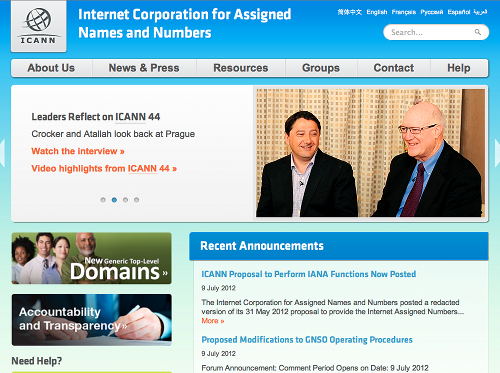 ICANN
Internet Corporation for Assigned
Names and Numbers
简体中文 English Français Русский Español العربية
Search...
About Us
News & Press
Resources
Groups
Contact
Help
Leaders Reflect on ICANN 44
Crocker and Atallah look back at Prague
Watch the interview »
Video highlights from ICANN 44 »
New Generic Top-Level
Domains »
Accountability
and Transparency »
Need Help?
Recent Announcements
ICANN Proposal to Perform IANA Functions Now Posted
9 July 2012
The Internet Corporation for Assigned Names and Numbers posted a redacted
version of its 31 May 2012 proposal to provide the Internet Assigned Numbers...
More »
Proposed Modifications to GNSO Operating Procedures
9 July 2012
Forum Announcement: Comment Period Opens on Date: 9 July 2012